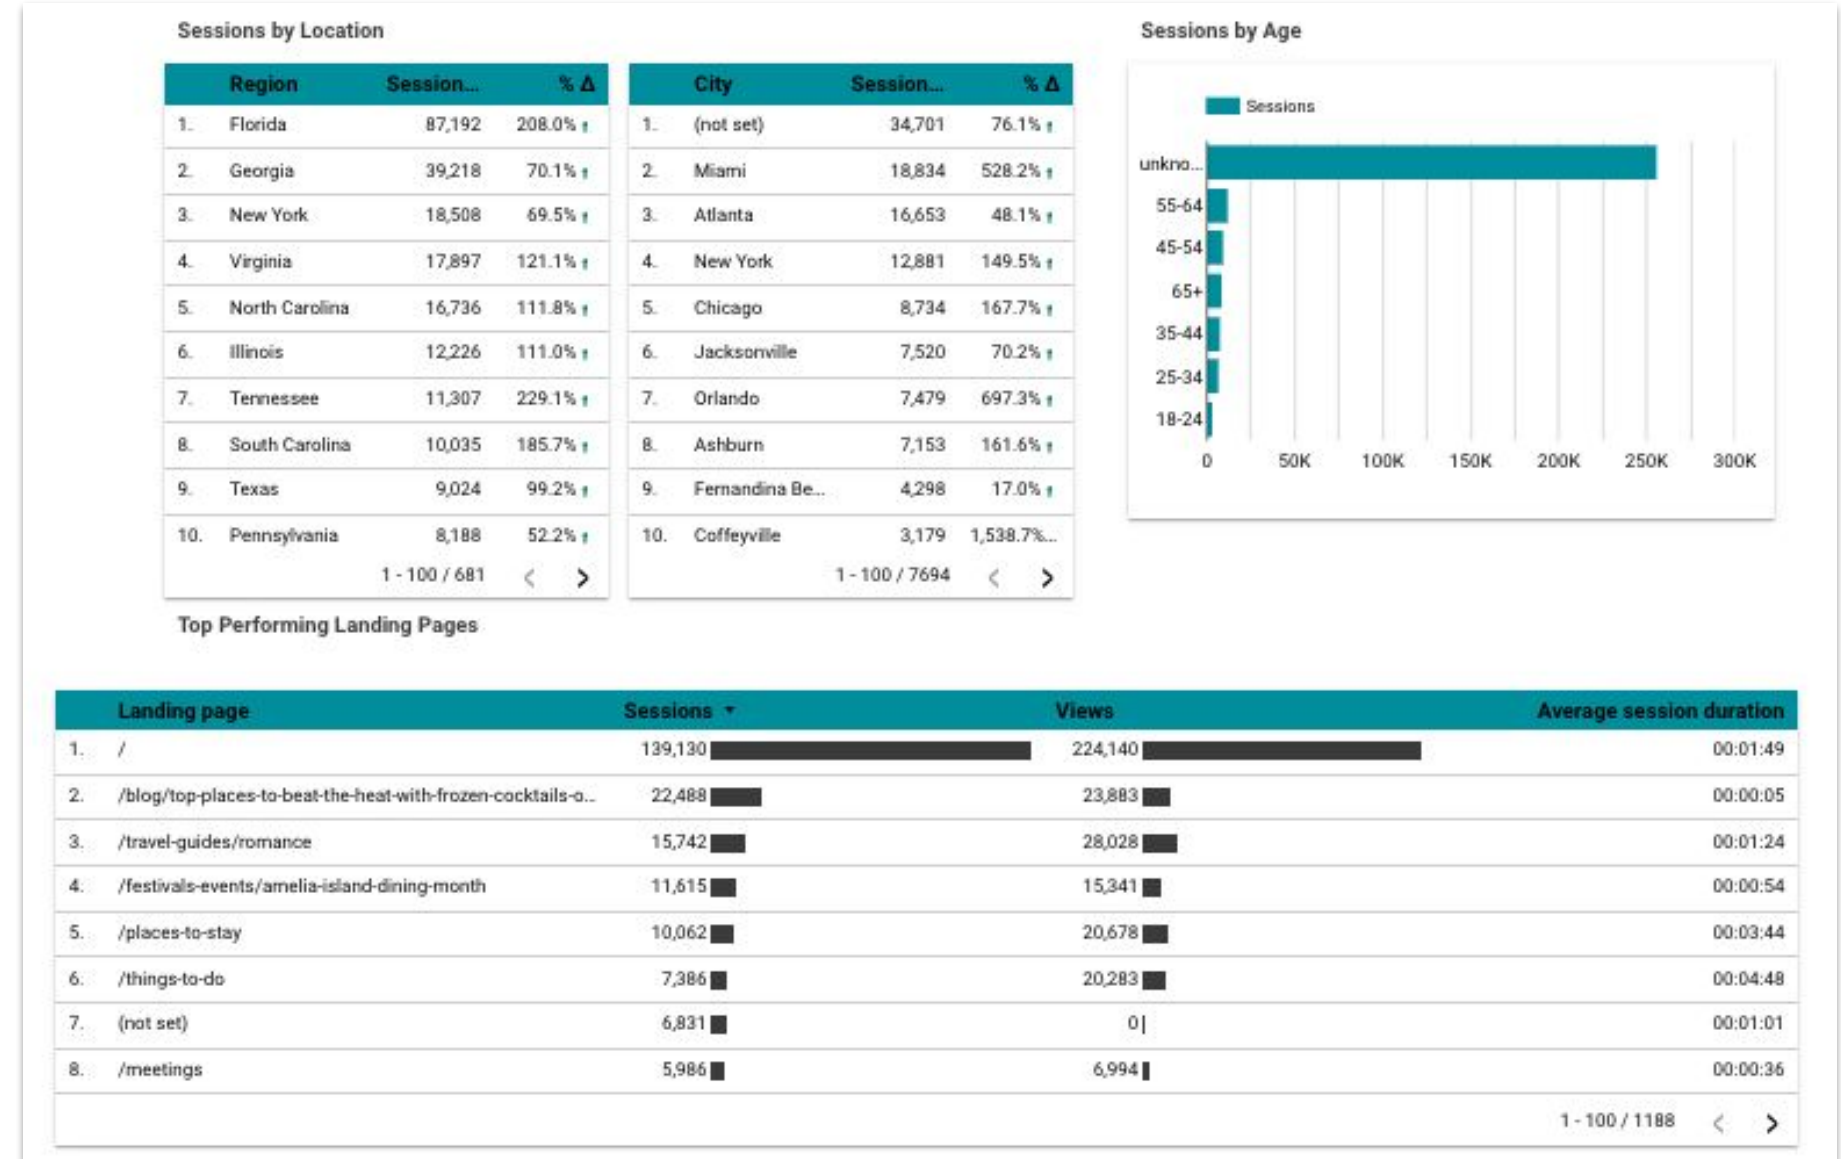 Sessions by Location
Region Session... % Δ
1. Florida 87,192 208.0%
2. Georgia 39,218 70.1%
3. New York 18,508 69.5%
4. Virginia 17,897 121.1%
5. North Carolina 16,736 111.8%
6. Illinois 12,226 111.0%
7. Tennessee 11,307 229.1%
8. South Carolina 10,035 185.7%
9. Texas 9,024 99.2%
10. Pennsylvania 8,188 52.2%
1 - 100 / 681
City Session... % Δ
1. (not set) 34,701 76.1%
2. Miami 18,834 528.2%
3. Atlanta 16,653 48.1%
4. New York 12,881 149.5%
5. Chicago 8,734 167.7%
6. Jacksonville 7,520 70.2%
7. Orlando 7,479 697.3%
8. Ashburn 7,153 161.6%
9. Fernandina Be... 4,298 17.0%
10. Coffeyville 3,179 1,538.7%...
1 - 100 / 7694
Sessions by Age
Sessions
unkno...
55-64
45-54
65+
35-44
25-34
18-24
0 50K 100K 150K 200K 250K 300K
Top Performing Landing Pages
Landing page Sessions Views Average session duration
1. / 139,130 224,140 00:01:49
2. /blog/top-places-to-beat-the-heat-with-frozen-cocktails-o... 22,488 23,883 00:00:05
3. /travel-guides/romance 15,742 28,028 00:01:24
4. /festivals-events/amelia-island-dining-month 11,615 15,341 00:00:54
5. /places-to-stay 10,062 20,678 00:03:44
6. /things-to-do 7,386 20,283 00:04:48
7. (not set) 6,831 0 00:01:01
8. /meetings 5,986 6,994 00:00:36
1 - 100 / 1188